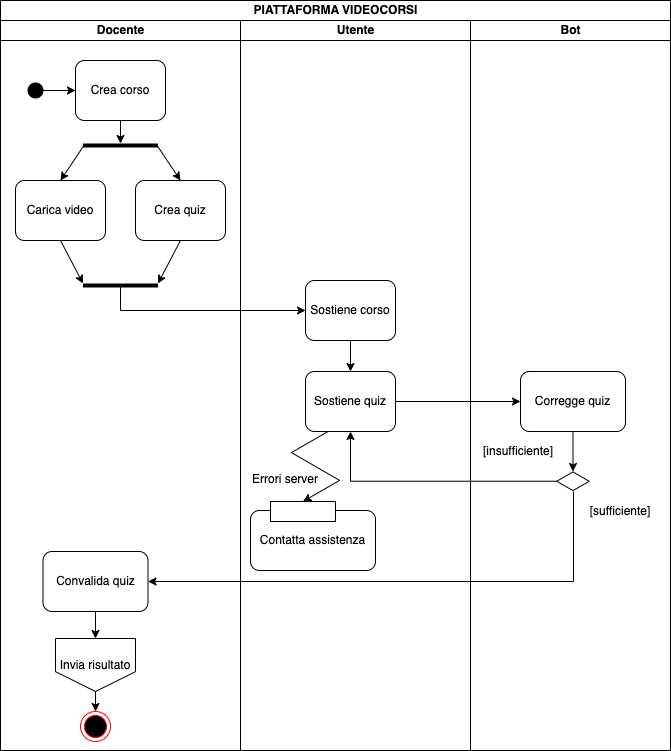 PIATTAFORMA VIDEOCORSI
Docente
Utente
Bot
Crea corso
Carica video
Crea quiz
Sostiene corso
Sostiene quiz
Corregge quiz
[insufficiente]
Errori server
[sufficiente]
Contatta assistenza
Convalida quiz
Invia risultato